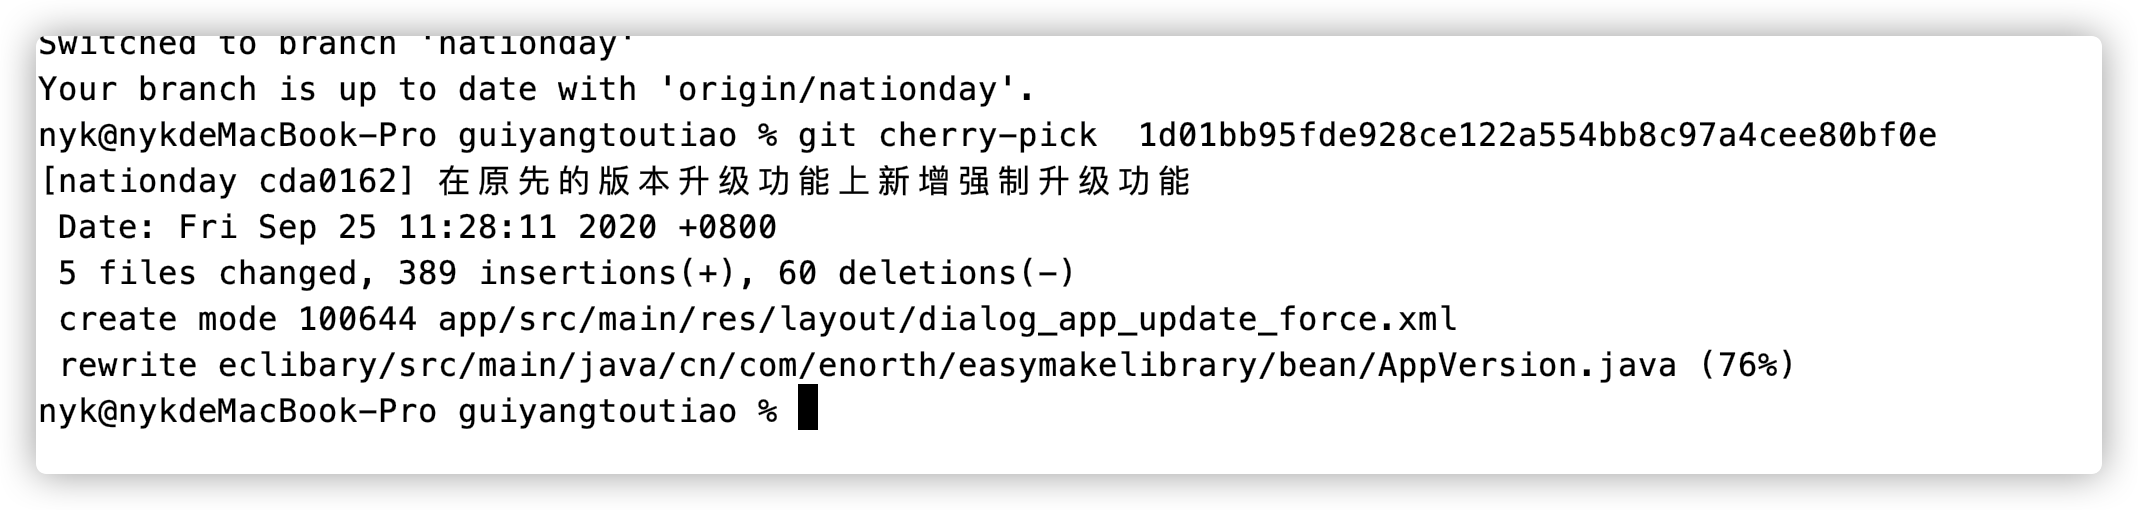 Switched to branch 'nationday'
Your branch is up to date with 'origin/nationday'.
nyk@nykdeMacBook-Pro guiyangtoutiao % git cherry-pick  1d01bb95fde928ce122a554bb8c97a4cee80bf0e
[nationday cda0162] 在原先的版本升级功能上新增强制升级功能
 Date: Fri Sep 25 11:28:11 2020 +0800
 5 files changed, 389 insertions(+), 60 deletions(-)
 create mode 100644 app/src/main/res/layout/dialog_app_update_force.xml
 rewrite eclibary/src/main/java/cn/com/enorth/easymakelibrary/bean/AppVersion.java (76%)
nyk@nykdeMacBook-Pro guiyangtoutiao %